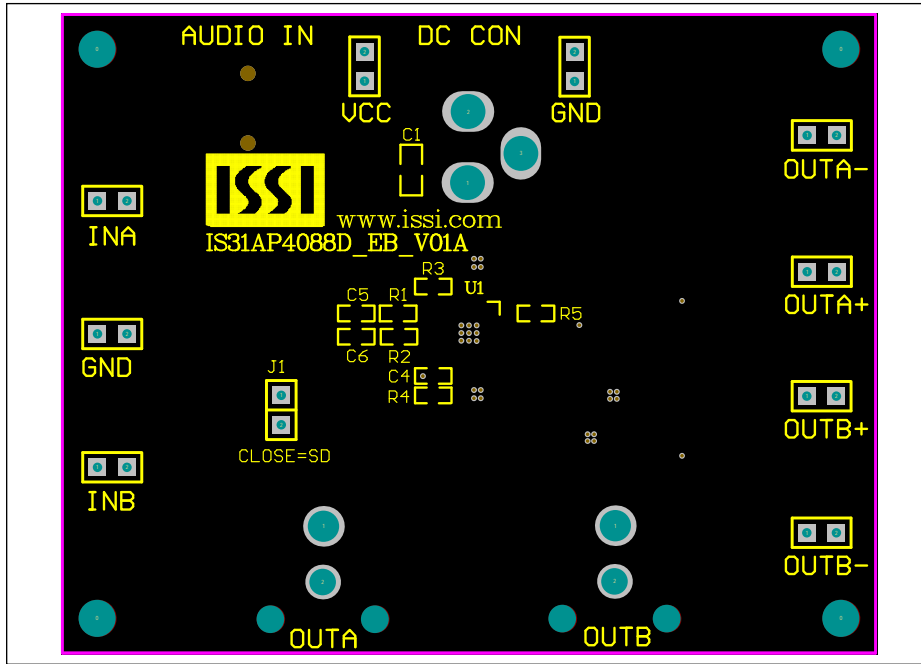 AUDIO IN
DC CON
VCC
GND
C1
OUTA-
ISSI
www.issi.com
INA
IS31AP4088D_EB_V01A
R3
U1
OUTA+
C5
R1
R5
C6
R2
GND
J1
C4
R4
OUTB+
CLOSE=SD
INB
OUTB-
OUTA
OUTB